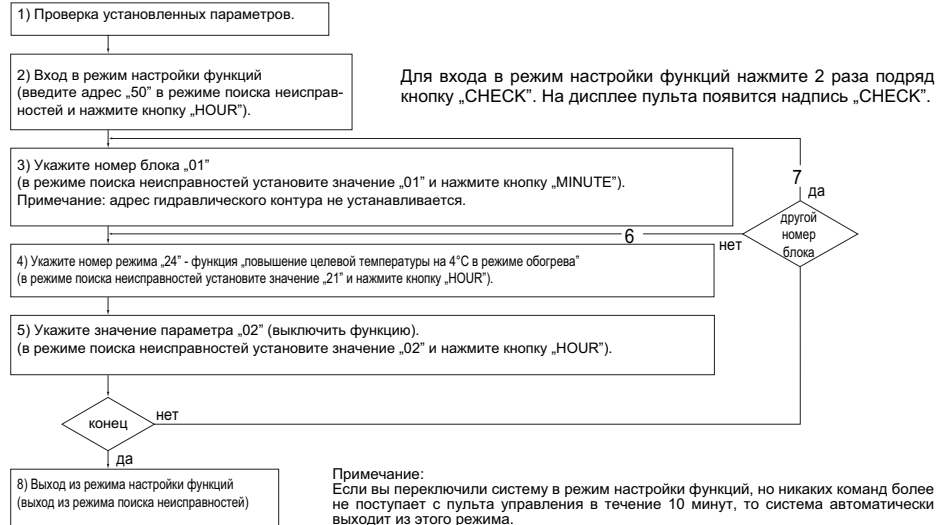 1) Проверка установленных параметров.
2) Вход в режим настройки функций
(введите адрес „50” в режиме поиска неисправ-
ностей и нажмите кнопку „HOUR”).
Для входа в режим настройки функций нажмите 2 раза подряд
кнопку „CHECK”. На дисплее пульта появится надпись „CHECK”.
3) Укажите номер блока „01”
(в режиме поиска неисправностей установите значение „01” и нажмите кнопку „MINUTE”).
Примечание: адрес гидравлического контура не устанавливается.
7
да
другой
номер
блока
6
нет
4) Укажите номер режима „24” - функция „повышение целевой температуры на 4°C в режиме обогрева”
(в режиме поиска неисправностей установите значение „21” и нажмите кнопку „HOUR”).
5) Укажите значение параметра „02” (выключить функцию).
(в режиме поиска неисправностей установите значение „02” и нажмите кнопку „HOUR”).
конец
нет
да
8) Выход из режима настройки функций
(выход из режима поиска неисправностей)
Примечание:
Если вы переключили систему в режим настройки функций, но никаких команд более
не поступает с пульта управления в течение 10 минут, то система автоматически
выходит из этого режима.